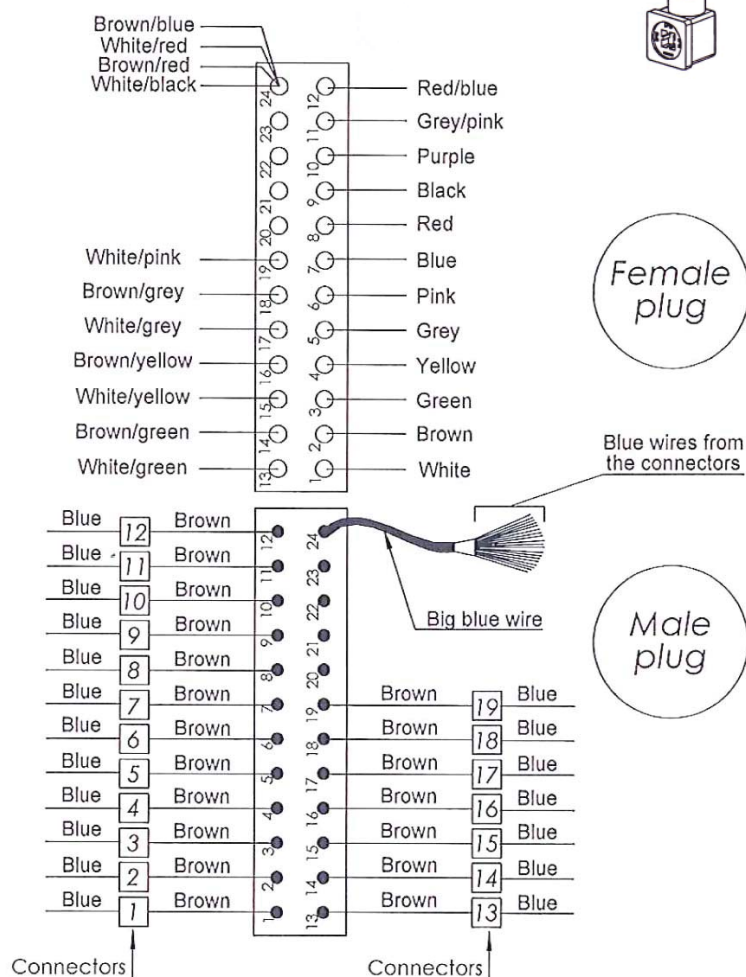 Brown/blue
White/red
Brown/red
White/black
24 12 Red/blue
23 11 Grey/pink
22 10 Purple
21 9 Black
20 8 Red
White/pink 19 7 Blue
Brown/grey 18 6 Pink
White/grey 17 5 Grey
Brown/yellow 16 4 Yellow
White/yellow 15 3 Green
Brown/green 14 2 Brown
White/green 13 1 White
Female
plug
Blue wires from
the connectors
Blue 12 Brown 12 24
Blue 11 Brown 11 23
Blue 10 Brown 10 22
Big blue wire
Blue 9 Brown 9 21
Blue 8 Brown 8 20
Blue 7 Brown 7 19 Brown 19 Blue
Blue 6 Brown 6 18 Brown 18 Blue
Blue 5 Brown 5 17 Brown 17 Blue
Blue 4 Brown 4 16 Brown 16 Blue
Blue 3 Brown 3 15 Brown 15 Blue
Blue 2 Brown 2 14 Brown 14 Blue
Blue 1 Brown 1 13 Brown 13 Blue
Male
plug
Connectors Connectors